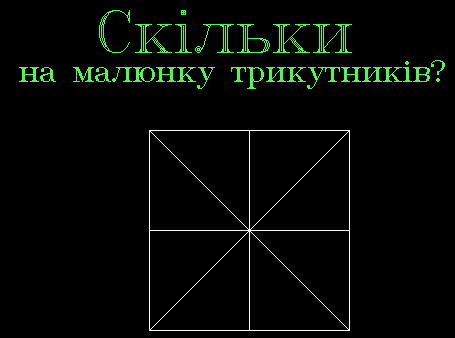 Скільки
на малюнку трикутників?